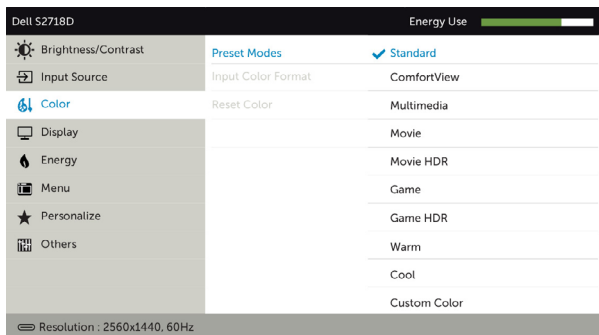 Dell S2718D
Energy Use
Brightness/Contrast
Input Source
Color
Display
Energy
Menu
Personalize
Others
Preset Modes
Input Color Format
Reset Color
Standard
ComfortView
Multimedia
Movie
Movie HDR
Game
Game HDR
Warm
Cool
Custom Color
Resolution : 2560x1440, 60Hz